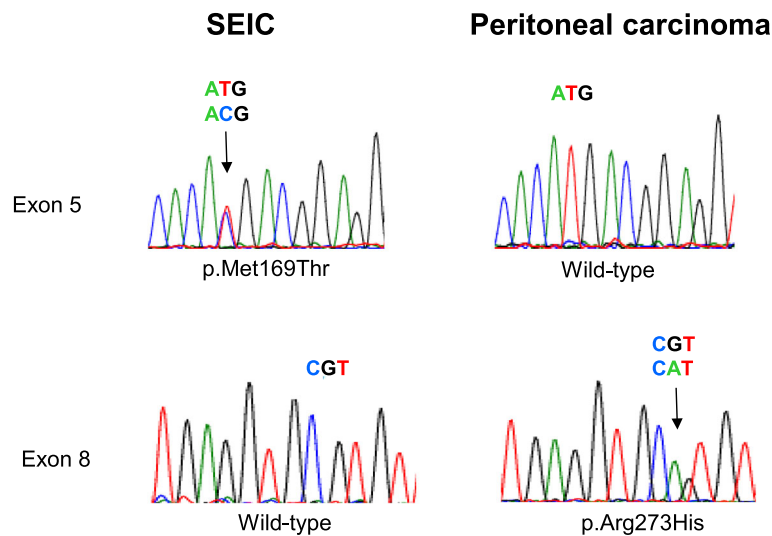 SEIC
Peritoneal carcinoma
ATG
ACG
ATG
Exon 5
p.Met169Thr
Wild-type
CGT
CGT
CAT
Exon 8
Wild-type
p.Arg273His